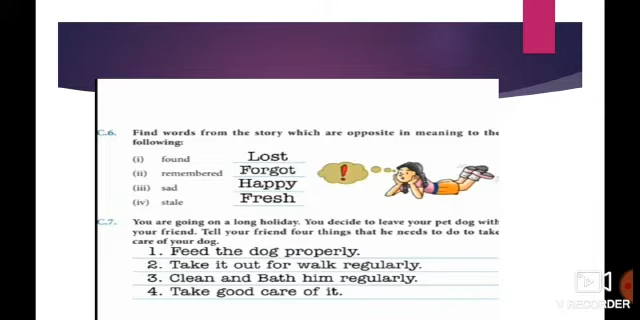 C.6. Find words from the story which are opposite in meaning to the
following:
(i) found Lost
(ii) remembered Forgot
(iii) sad Happy
(iv) stale Fresh
C.7. You are going on a long holiday. You decide to leave your pet dog with
your friend. Tell your friend four things that he needs to do to take
care of your dog.
1. Feed the dog properly.
2. Take it out for walk regularly.
3. Clean and Bath him regularly.
4. Take good care of it.
V RECORDER